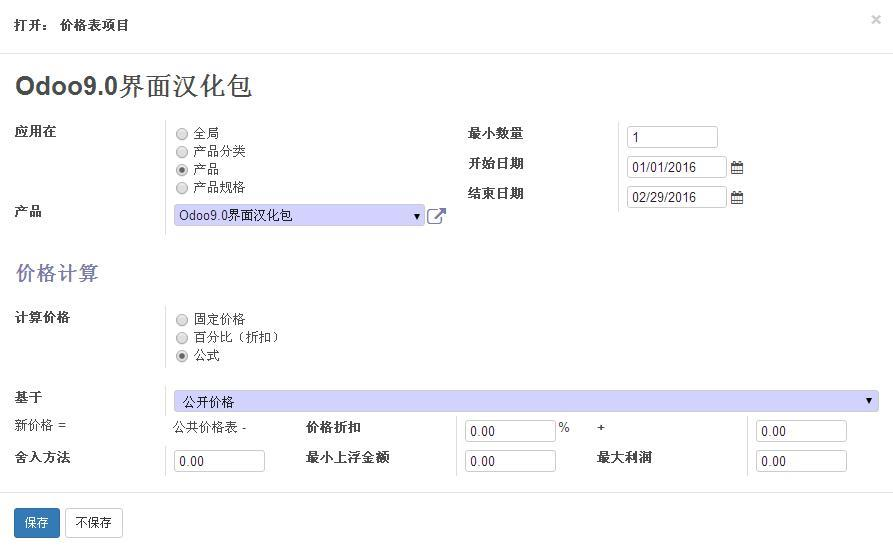 打开： 价格表项目
×
Odoo9.0界面汉化包
应用在
全局
产品分类
产品
产品规格
产品
Odoo9.0界面汉化包
最小数量
1
开始日期
01/01/2016
结束日期
02/29/2016
价格计算
计算价格
固定价格
百分比（折扣）
公式
基于
公开价格
新价格 = 公共价格表 - 价格折扣 0.00 % + 0.00
舍入方法 0.00 最小上浮金额 0.00 最大利润 0.00
保存 不保存